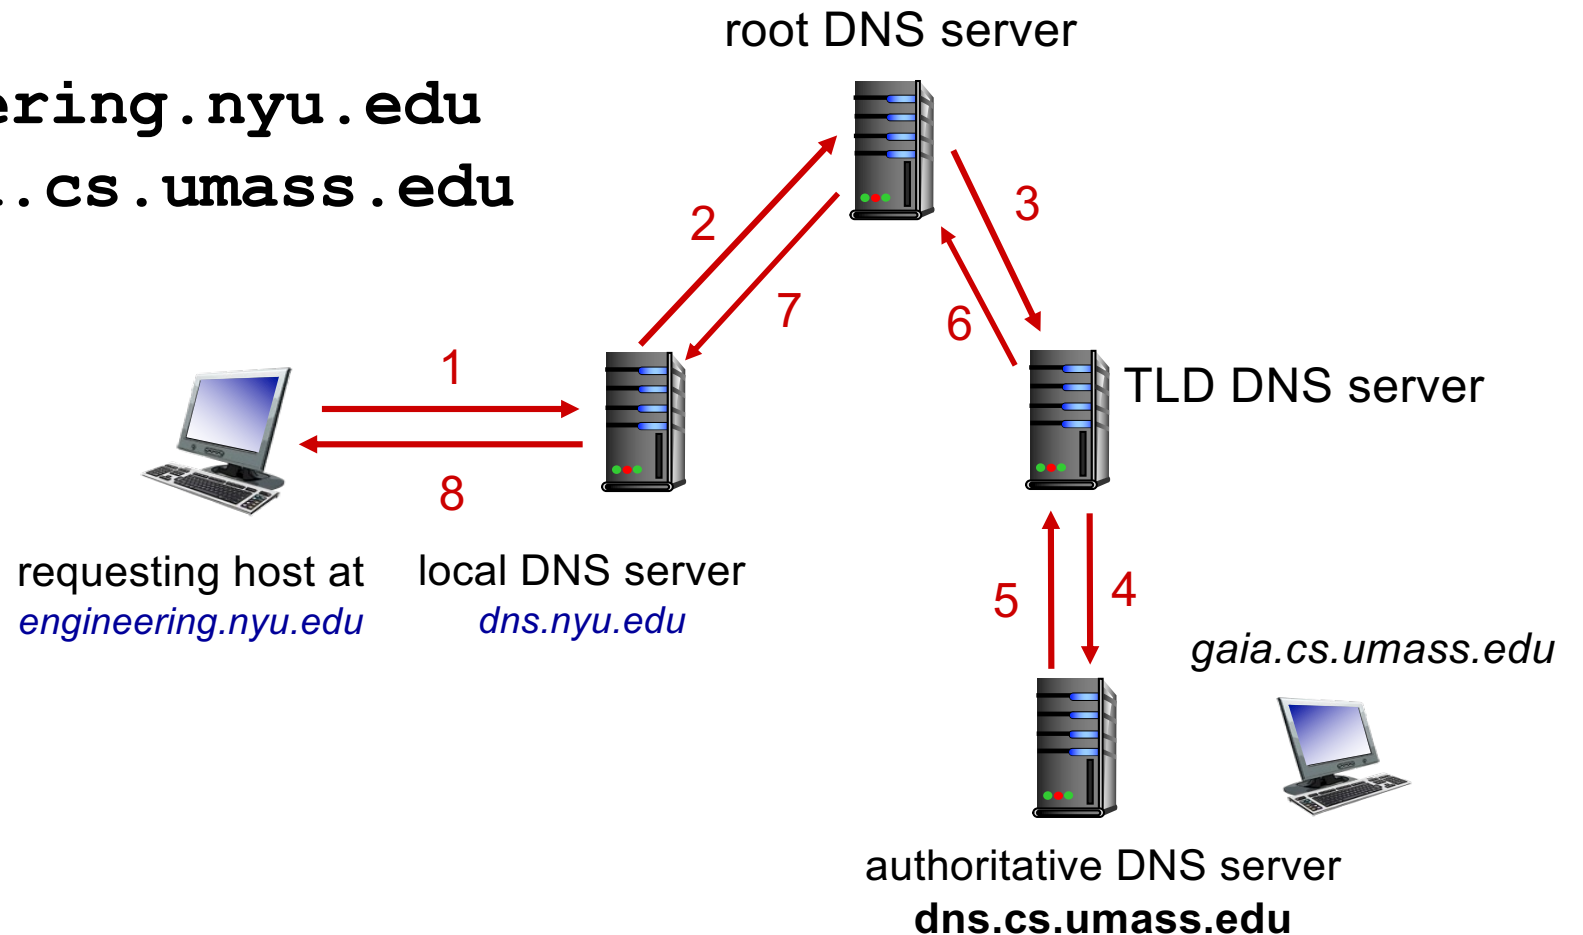 root DNS server
ering.nyu.edu
.cs.umass.edu
2
3
7
6
1
TLD DNS server
8
requesting host at
engineering.nyu.edu
local DNS server
dns.nyu.edu
5
4
gaia.cs.umass.edu
authoritative DNS server
dns.cs.umass.edu